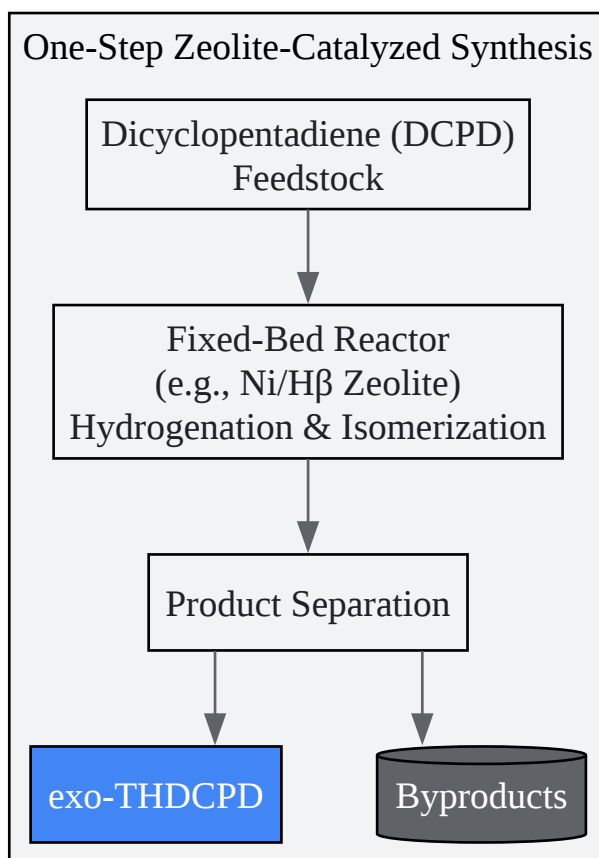 One-Step Zeolite-Catalyzed Synthesis
Dicyclopentadiene (DCPD)
Feedstock
Fixed-Bed Reactor
(e.g., Ni/Hβ Zeolite)
Hydrogenation & Isomerization
Product Separation
exo-THDCPD
Byproducts